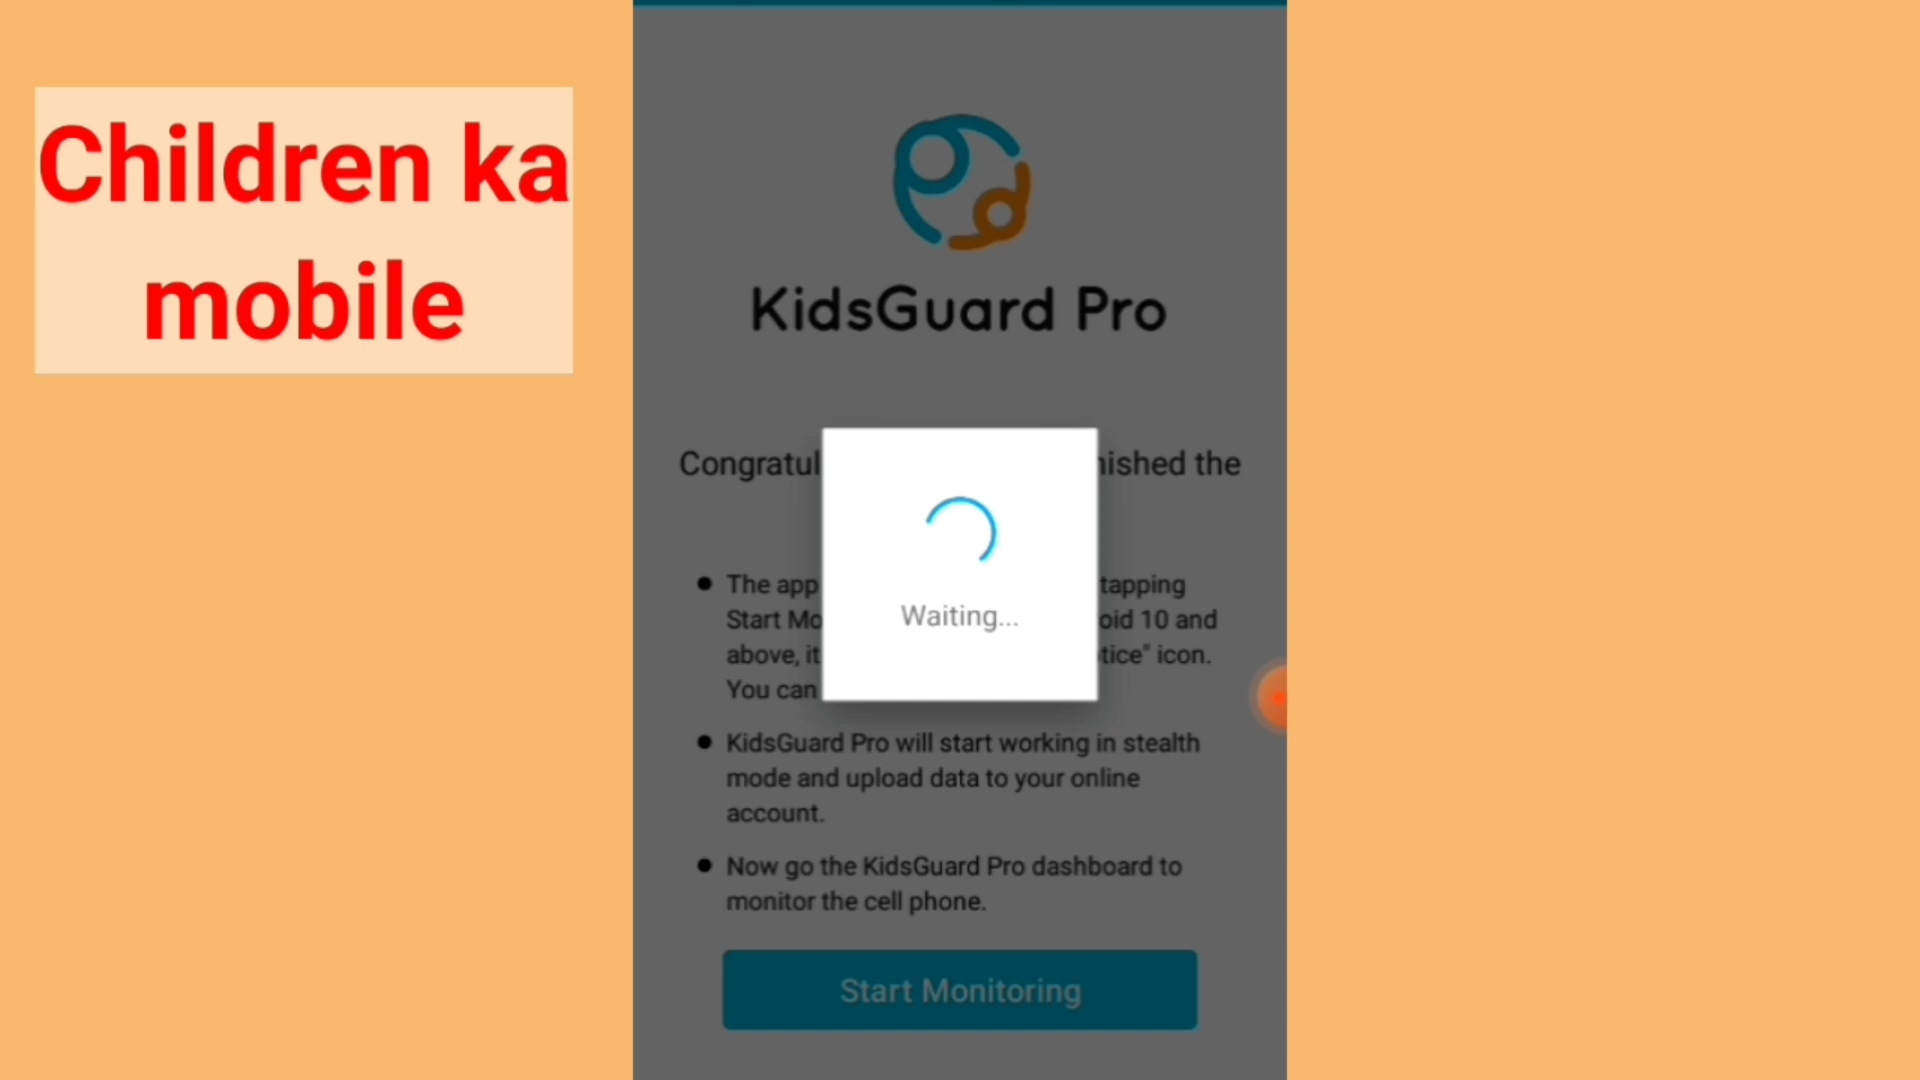 Children ka
mobile
KidsGuard Pro
Congratul nished the
The app tapping
Start Mo oid 10 and
above, it tice" icon.
You can
Waiting...
KidsGuard Pro will start working in stealth
mode and upload data to your online
account.
Now go the KidsGuard Pro dashboard to
monitor the cell phone.
Start Monitoring